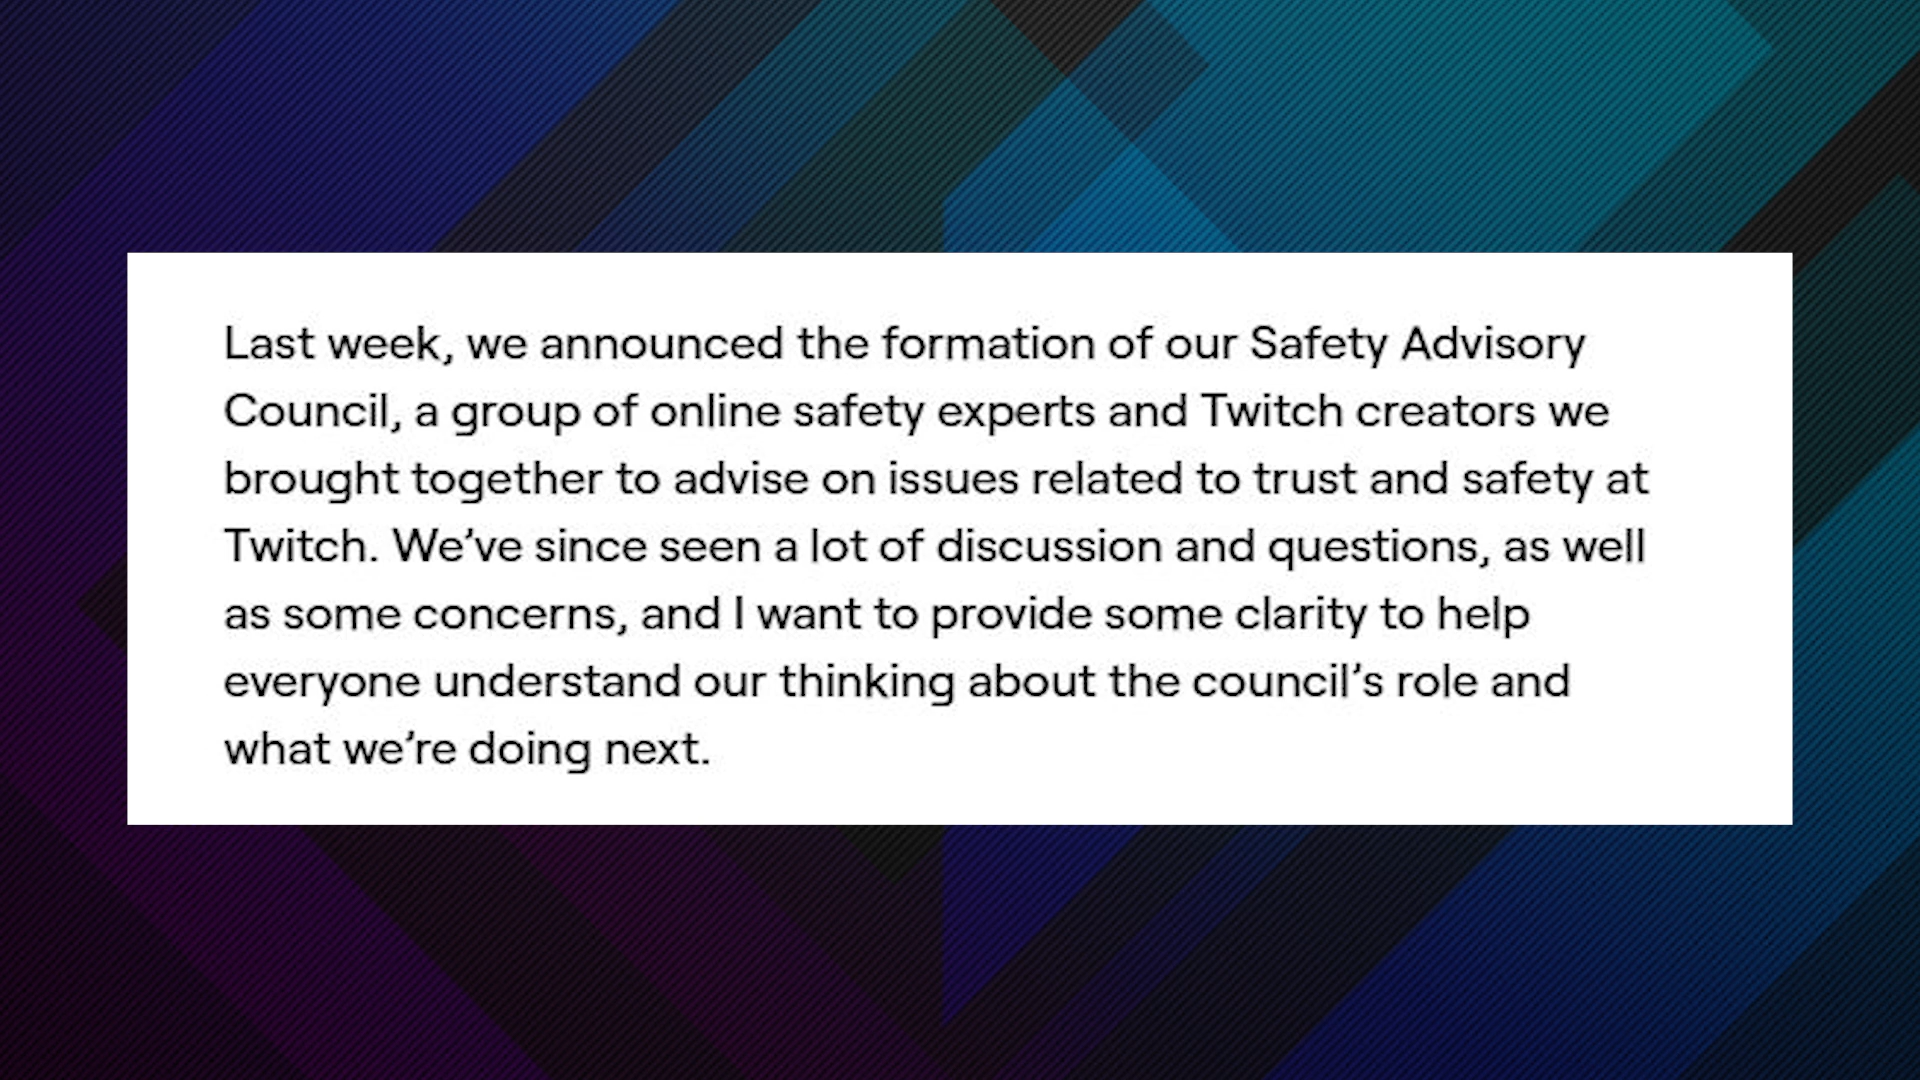 Last week, we announced the formation of our Safety Advisory
Council, a group of online safety experts and Twitch creators we
brought together to advise on issues related to trust and safety at
Twitch. We’ve since seen a lot of discussion and questions, as well
as some concerns, and I want to provide some clarity to help
everyone understand our thinking about the council’s role and
what we’re doing next.